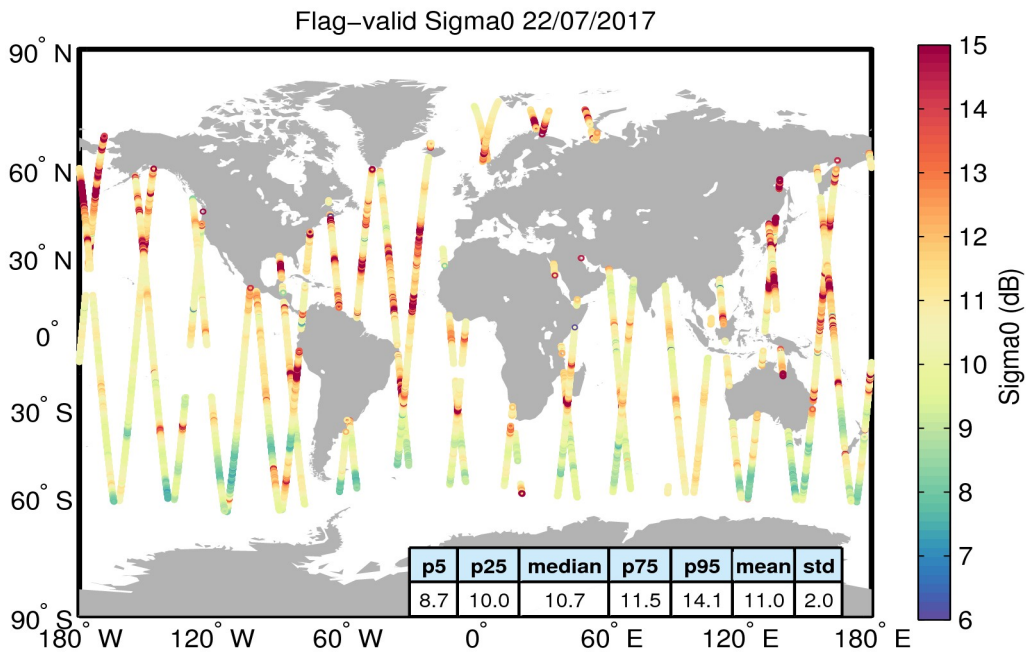 Flag−valid Sigma0 22/07/2017
90° N
60° N
30° N
0°
30° S
60° S
90° S
180° W
120° W
60° W
0°
60° E
120° E
180° E
p5 p25 median p75 p95 mean std
8.7 10.0 10.7 11.5 14.1 11.0 2.0
15
14
13
12
11
10
9
8
7
6
Sigma0 (dB)